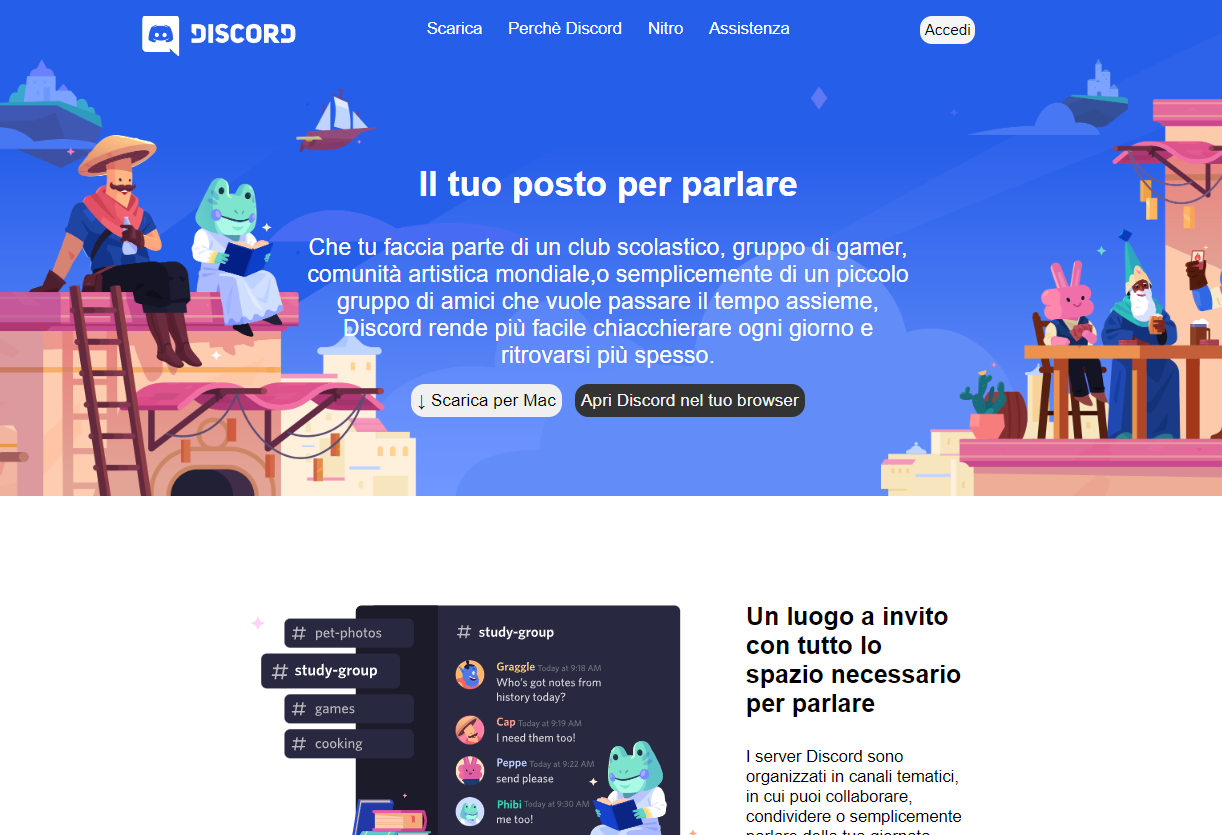 DISCORD
Scarica Perchè Discord Nitro Assistenza
Accedi
Il tuo posto per parlare
Che tu faccia parte di un club scolastico, gruppo di gamer,
comunità artistica mondiale,o semplicemente di un piccolo
gruppo di amici che vuole passare il tempo assieme,
Discord rende più facile chiacchierare ogni giorno e
ritrovarsi più spesso.
↓ Scarica per Mac
Apri Discord nel tuo browser
# pet-photos
# study-group
# games
# cooking
# study-group
Graggle Today at 9:18 AM
Who's got notes from
history today?
Cap Today at 9:19 AM
I need them too!
Peppe Today at 9:22 AM
send please
Phibi Today at 9:30 AM
me too!
Un luogo a invito
con tutto lo
spazio necessario
per parlare
I server Discord sono
organizzati in canali tematici,
in cui puoi collaborare,
condividere o semplicemente
parlare della tua giornata